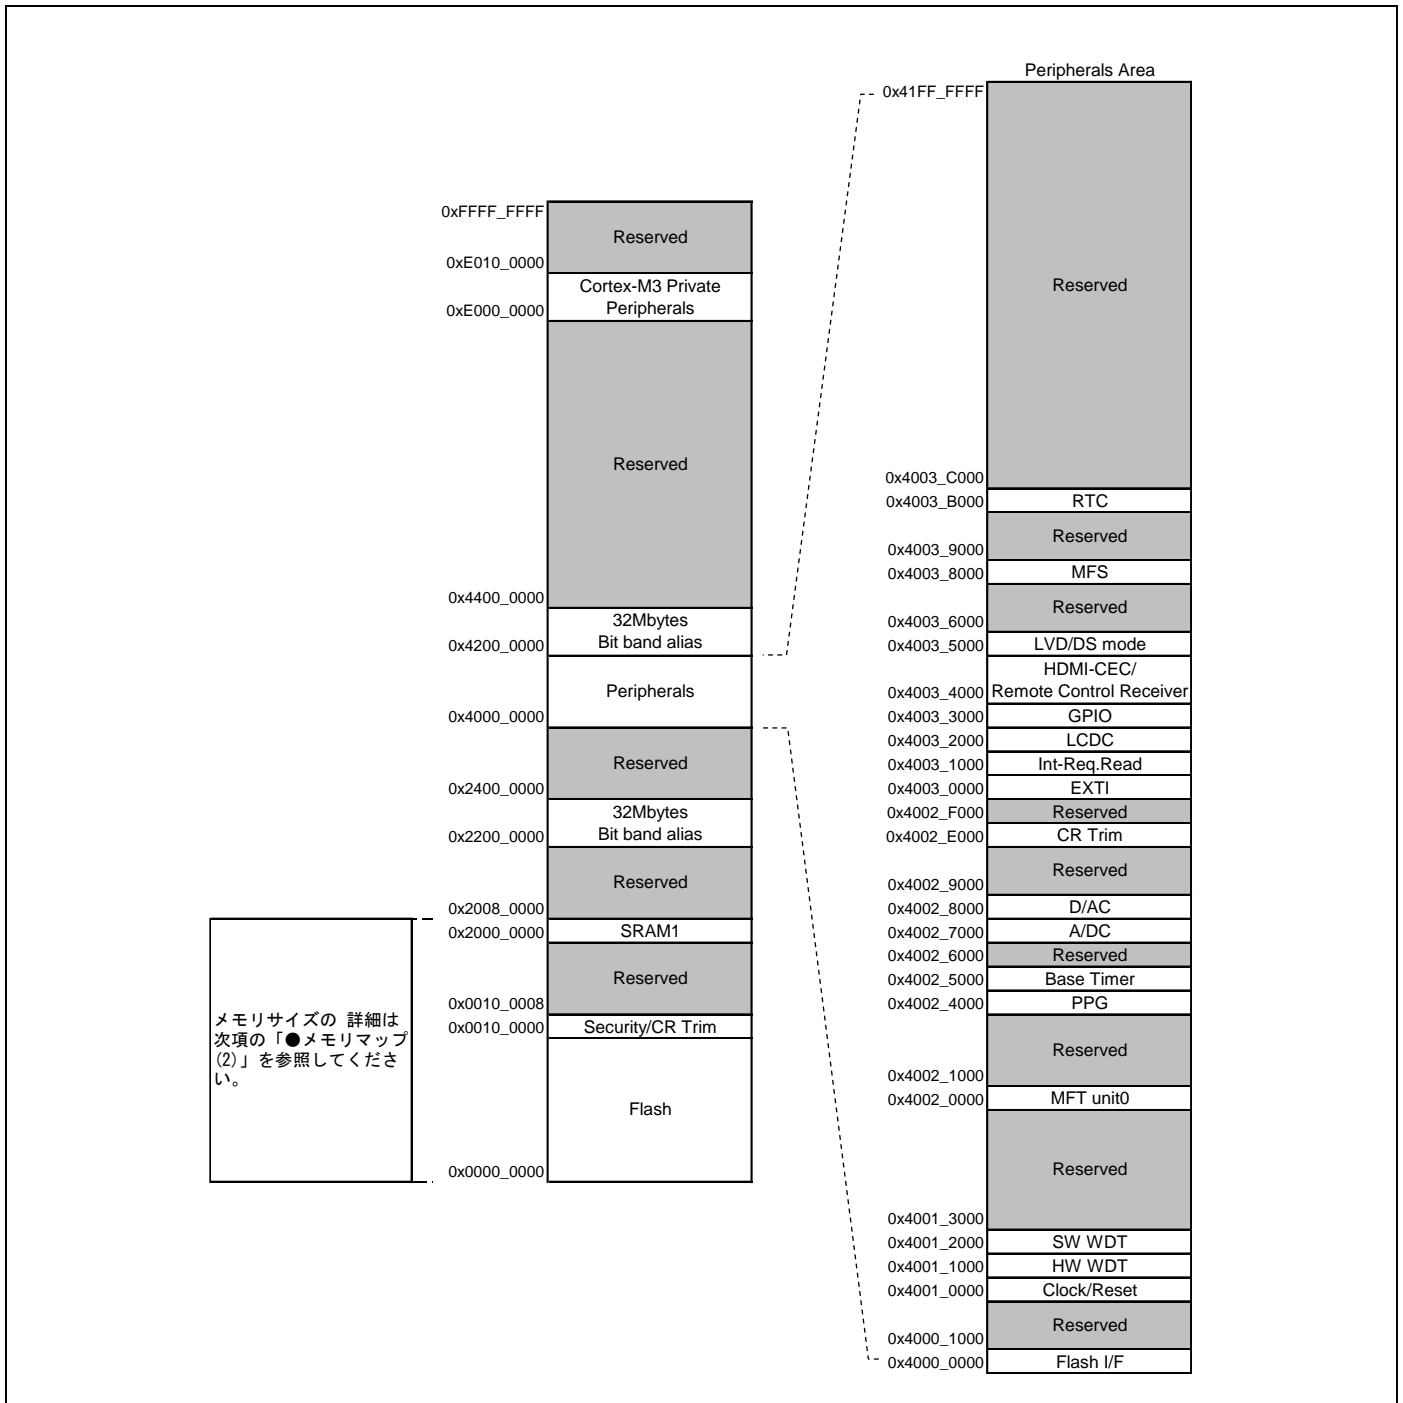 0xFFFF_FFFF
Reserved
0xE010_0000
Cortex-M3 Private
Peripherals
0xE000_0000
Reserved
0x4400_0000
32Mbytes
Bit band alias
0x4200_0000
Peripherals
0x4000_0000
Reserved
0x2400_0000
32Mbytes
Bit band alias
0x2200_0000
Reserved
0x2008_0000
SRAM1
0x2000_0000
Reserved
0x0010_0008
Security/CR Trim
0x0010_0000
Flash
0x0000_0000
メモリサイズの 詳細は
次項の「●メモリマップ
(2)」を参照してくださ
い。
Peripherals Area
0x41FF_FFFF
Reserved
0x4003_C000
RTC
0x4003_B000
Reserved
0x4003_9000
MFS
0x4003_8000
Reserved
0x4003_6000
LVD/DS mode
0x4003_5000
HDMI-CEC/
Remote Control Receiver
0x4003_4000
GPIO
0x4003_3000
LCDC
0x4003_2000
Int-Req.Read
0x4003_1000
EXTI
0x4003_0000
Reserved
0x4002_F000
CR Trim
0x4002_E000
Reserved
0x4002_9000
D/AC
0x4002_8000
A/DC
0x4002_7000
Reserved
0x4002_6000
Base Timer
0x4002_5000
PPG
0x4002_4000
Reserved
0x4002_1000
MFT unit0
0x4002_0000
Reserved
0x4001_3000
SW WDT
0x4001_2000
HW WDT
0x4001_1000
Clock/Reset
0x4001_0000
Reserved
0x4000_1000
Flash I/F
0x4000_0000